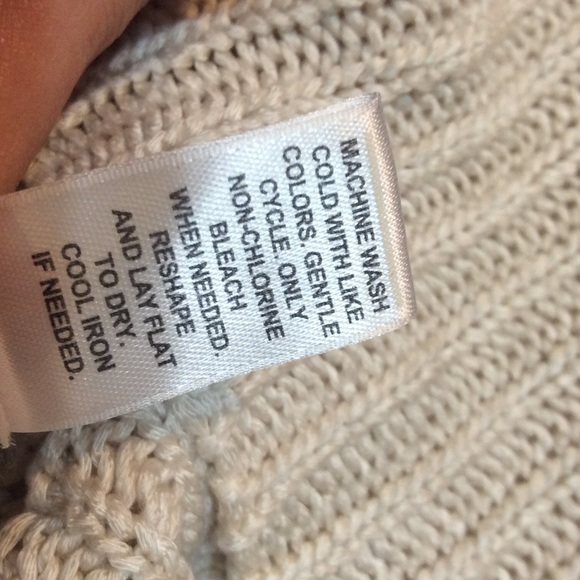 MACHINE WASH
COLD WITH LIKE
COLORS. GENTLE
CYCLE. ONLY
NON-CHLORINE
BLEACH
WHEN NEEDED.
RESHAPE
AND LAY FLAT
TO DRY.
COOL IRON
IF NEEDED.